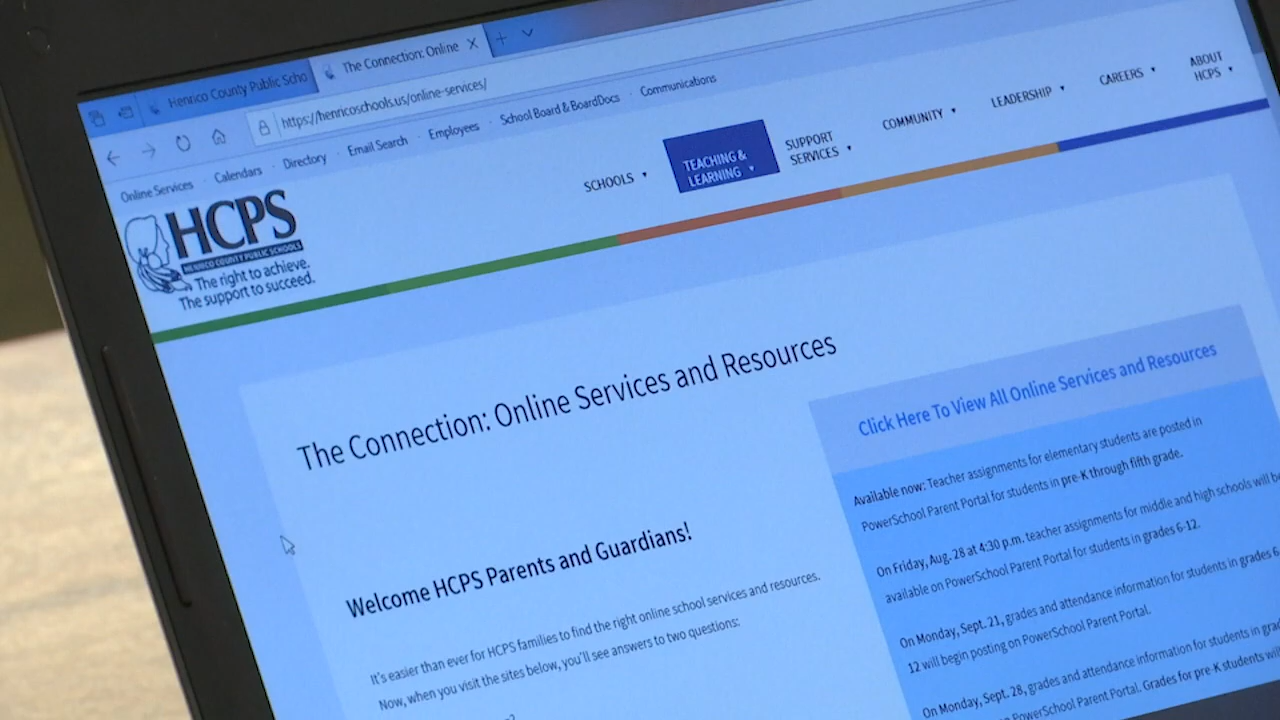 Henrico County Public Scho
The Connection: Online
https://henricoschools.us/online-services/
Online Services · Calendars · Directory · Email Search · Employees · School Board & BoardDocs · Communications
HCPS
HENRICO COUNTY PUBLIC SCHOOLS
The right to achieve.
The support to succeed.
SCHOOLS
TEACHING &
LEARNING
SUPPORT
SERVICES
COMMUNITY
LEADERSHIP
CAREERS
ABOUT
HCPS
The Connection: Online Services and Resources
Welcome HCPS Parents and Guardians!
It's easier than ever for HCPS families to find the right online school services and resources.
Now, when you visit the sites below, you'll see answers to two questions:
Click Here To View All Online Services and Resources
Available now: Teacher assignments for elementary students are posted in
PowerSchool Parent Portal for students in pre-K through fifth grade.
On Friday, Aug. 28 at 4:30 p.m. teacher assignments for middle and high schools will be
available on PowerSchool Parent Portal for students in grades 6-12.
On Monday, Sept. 21, grades and attendance information for students in grades 6-
12 will begin posting on PowerSchool Parent Portal.
On Monday, Sept. 28, grades and attendance information for students in grad
PowerSchool Parent Portal. Grades for pre-K students will